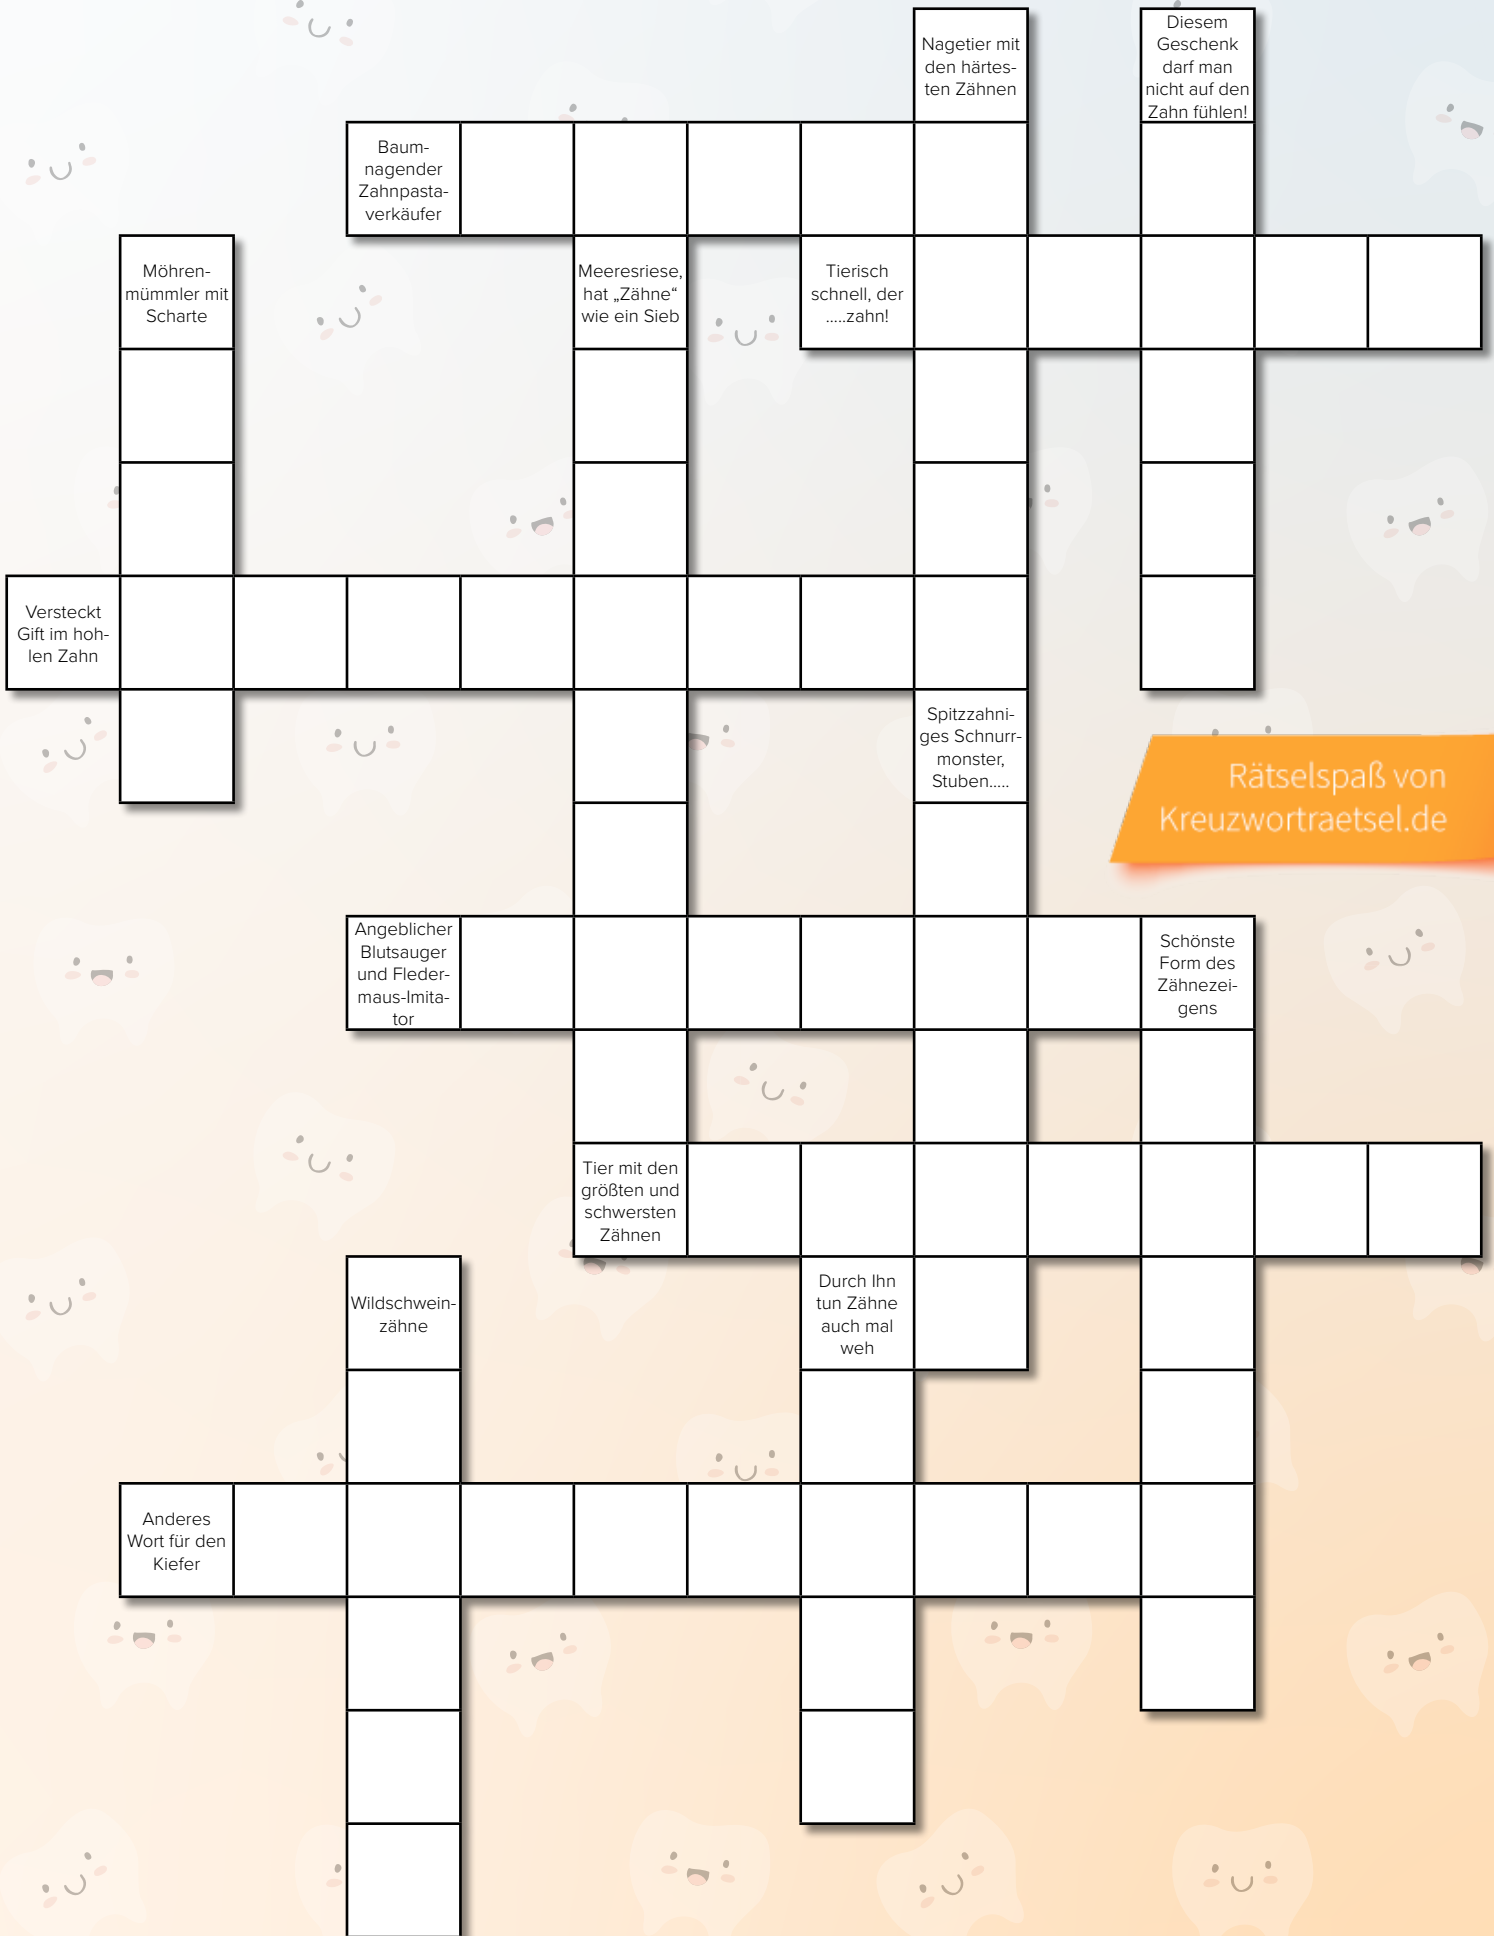 Nagetier mit
den härtes-
ten Zähnen
Diesem
Geschenk
darf man
nicht auf den
Zahn fühlen!
Baum-
nagender
Zahnpasta-
verkäufer
Möhren-
mümmler mit
Scharte
Meeresriese,
hat „Zähne“
wie ein Sieb
Tierisch
schnell, der
.....zahn!
Versteckt
Gift im hoh-
len Zahn
Spitzzahni-
ges Schnurr-
monster,
Stuben.....
Rätselspaß von
Kreuzwortraetsel.de
Angeblicher
Blutsauger
und Fleder-
maus-Imita-
tor
Schönste
Form des
Zähnezei-
gens
Tier mit den
größten und
schwersten
Zähnen
Wildschwein-
zähne
Durch Ihn
tun Zähne
auch mal
weh
Anderes
Wort für den
Kiefer